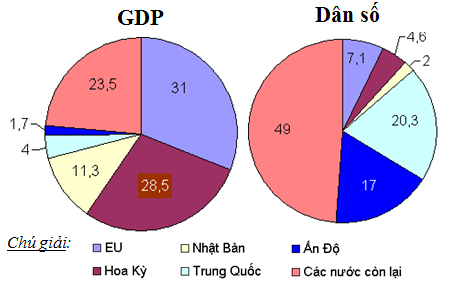 GDP
Dân số
23,5
31
1,7
4
11,3
28,5
7,1
4,6
2
20,3
49
17
Chú giải:
EU
Nhật Bản
Ấn Độ
Hoa Kỳ
Trung Quốc
Các nước còn lại